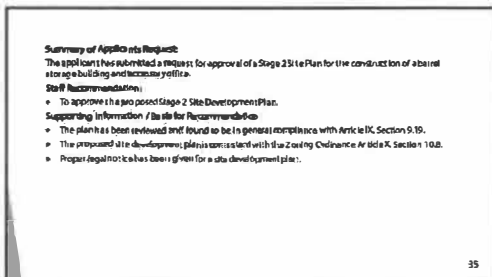 Summary of Applicants Request:
The applicant has submitted a request for approval of a Stage 2 Site Plan for the construction of a barrel
storage building and accessory office.
Staff Recommendation:
• To approve the proposed Stage 2 Site Development Plan.
Supporting Information / Basis for Recommendation
• The plan has been reviewed and found to be in general compliance with Article IX, Section 9.19.
• The proposed site development plan is consistent with the Zoning Ordinance Article X, Section 10.8.
• Proper legal notice has been given for a site development plan.
35